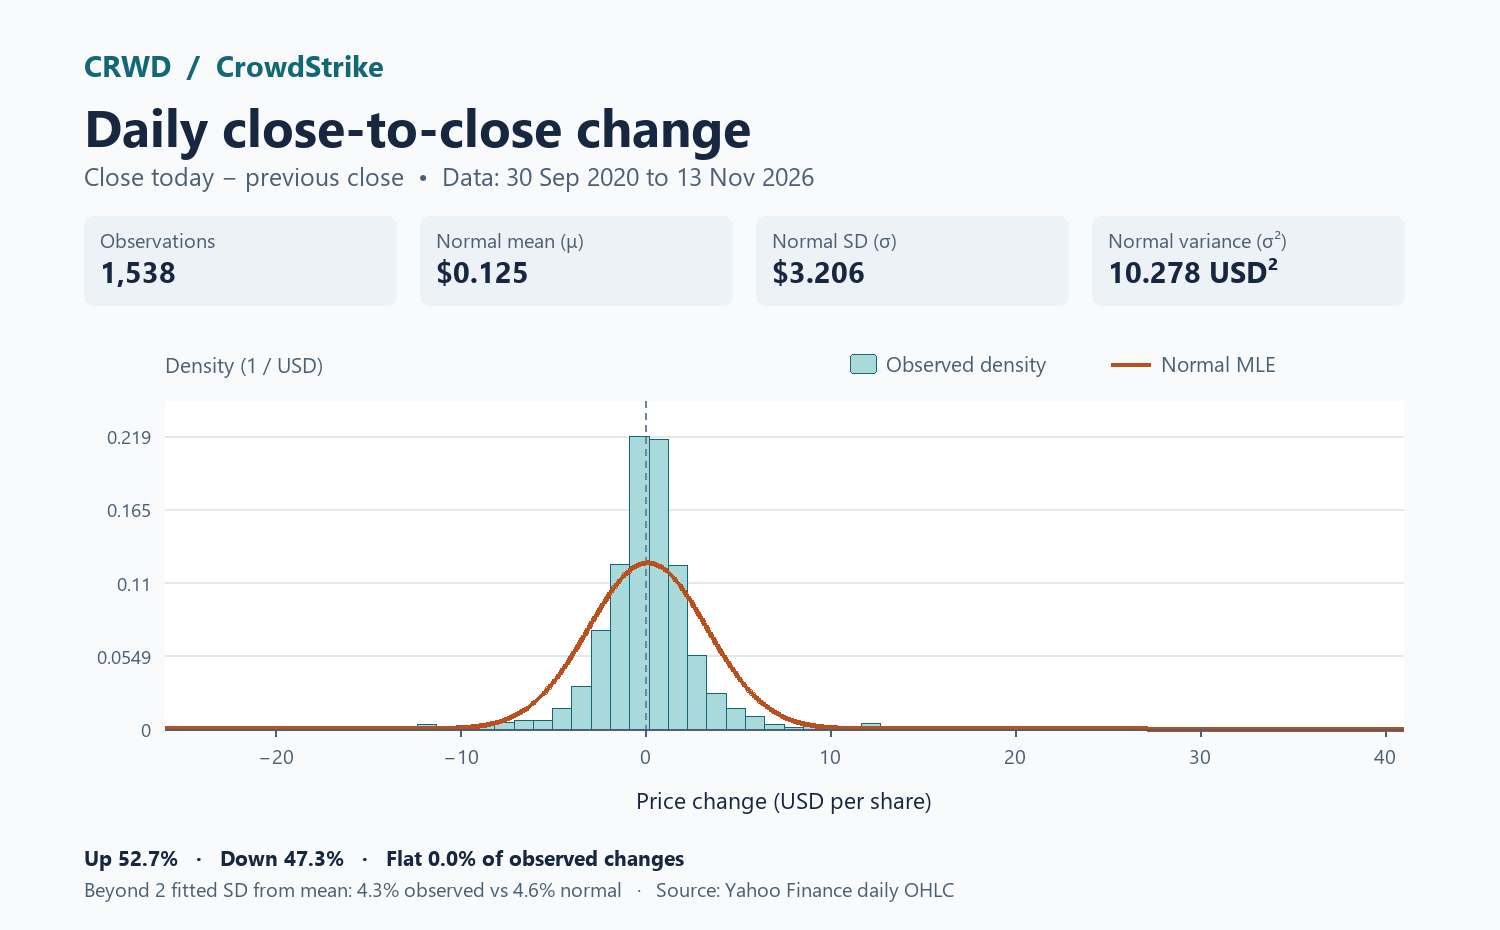 CRWD / CrowdStrike
Daily close-to-close change
Close today − previous close • Data: 30 Sep 2020 to 13 Nov 2026
Observations
1,538
Normal mean (μ)
$0.125
Normal SD (σ)
$3.206
Normal variance (σ²)
10.278 USD²
Density (1 / USD)
Observed density
Normal MLE
0.219
0.165
0.11
0.0549
0
−20 −10 0 10 20 30 40
Price change (USD per share)
Up 52.7% · Down 47.3% · Flat 0.0% of observed changes
Beyond 2 fitted SD from mean: 4.3% observed vs 4.6% normal · Source: Yahoo Finance daily OHLC